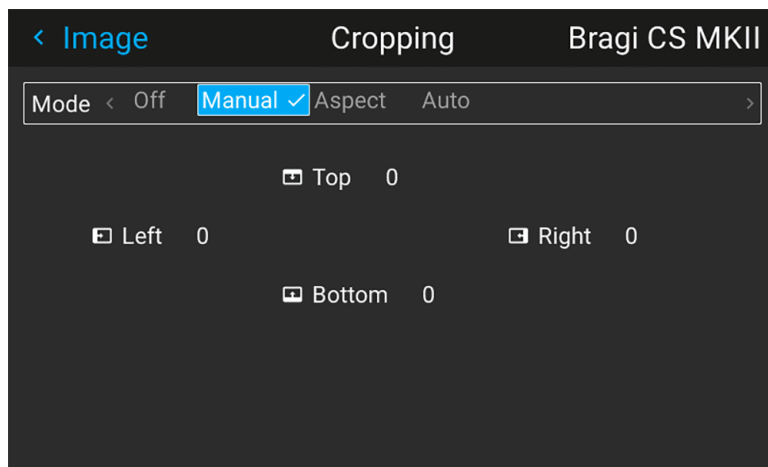 Image Cropping Bragi CS MKII
Mode Off Manual Aspect Auto
Top 0
Left 0 Right 0
Bottom 0